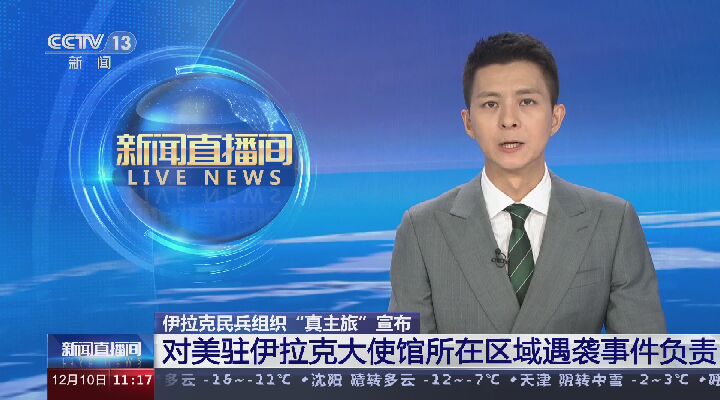 CCTV 13
新闻
新闻直播间
LIVE NEWS
伊拉克民兵组织“真主旅”宣布
对美驻伊拉克大使馆所在区域遇袭事件负责
新闻直播间
12月10日 11:17
多云 -15~-11℃ •沈阳 晴转多云 -12~-7℃ •天津 阴转中雪 -2~3℃ •呼